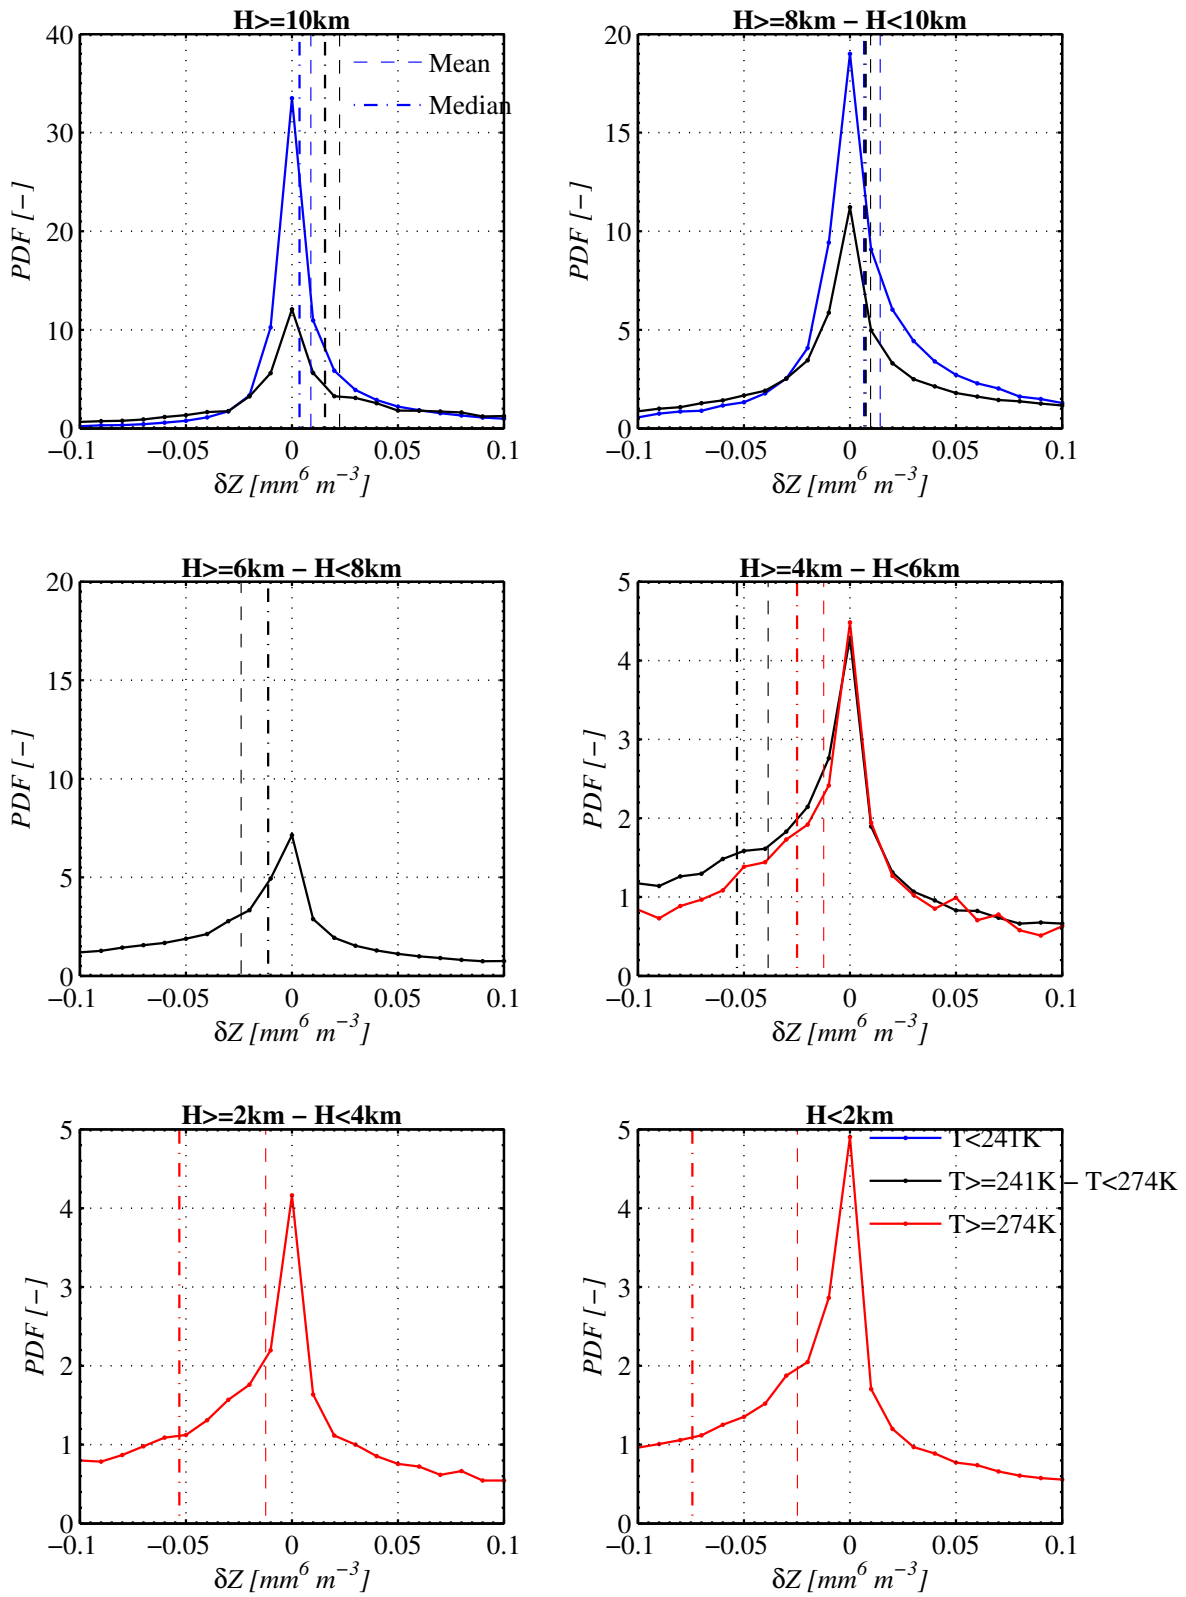 H>=10km
40
30
20
10
0
−0.1 −0.05 0 0.05 0.1
PDF [−]
δZ [mm⁶ m⁻³]
Mean
Median
H>=8km − H<10km
20
15
10
5
0
−0.1 −0.05 0 0.05 0.1
PDF [−]
δZ [mm⁶ m⁻³]
H>=6km − H<8km
20
15
10
5
0
−0.1 −0.05 0 0.05 0.1
PDF [−]
δZ [mm⁶ m⁻³]
H>=4km − H<6km
5
4
3
2
1
0
−0.1 −0.05 0 0.05 0.1
PDF [−]
δZ [mm⁶ m⁻³]
H>=2km − H<4km
5
4
3
2
1
0
−0.1 −0.05 0 0.05 0.1
PDF [−]
δZ [mm⁶ m⁻³]
H<2km
5
4
3
2
1
0
−0.1 −0.05 0 0.05 0.1
PDF [−]
δZ [mm⁶ m⁻³]
T<241K
T>=241K − T<274K
T>=274K